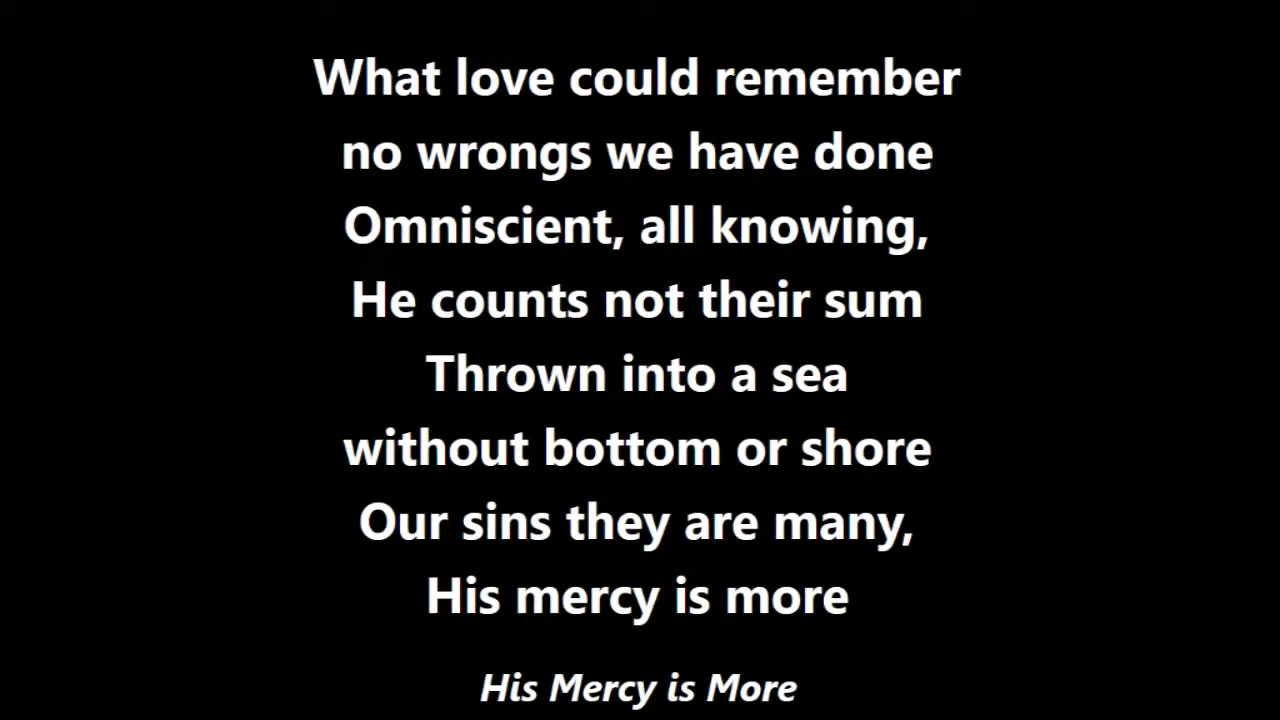 What love could remember
no wrongs we have done
Omniscient, all knowing,
He counts not their sum
Thrown into a sea
without bottom or shore
Our sins they are many,
His mercy is more
His Mercy is More